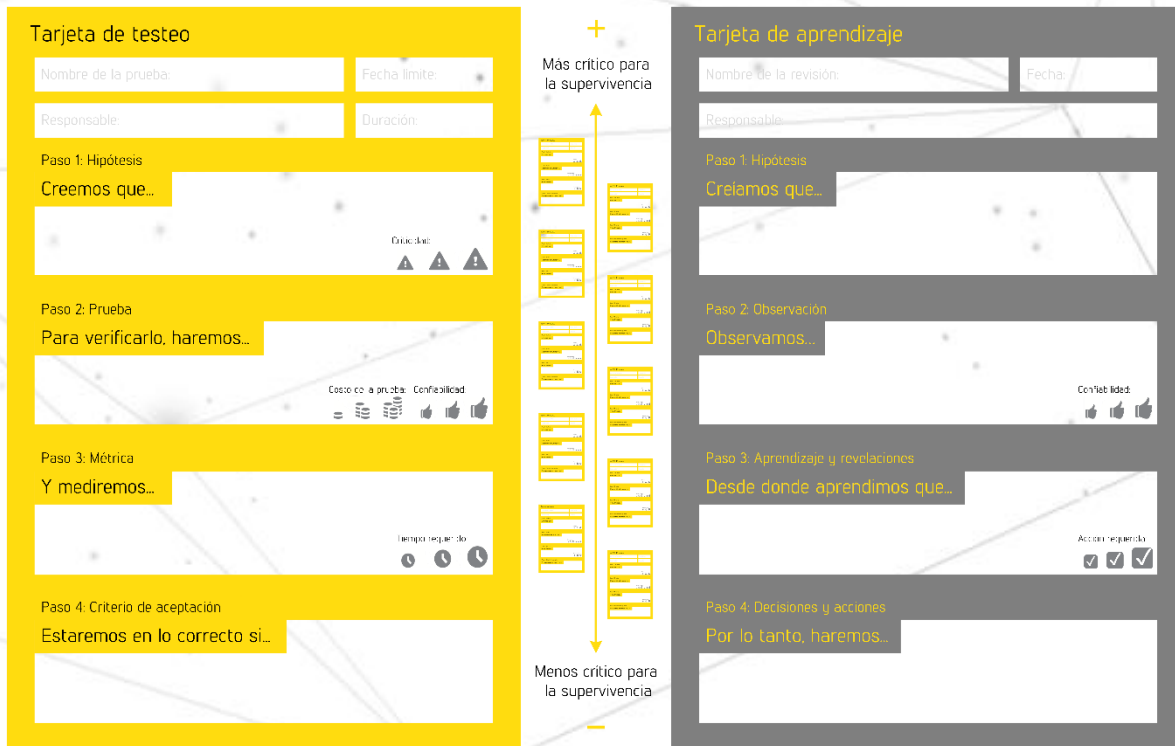 Tarjeta de testeo
Nombre de la prueba:
Fecha límite:
Responsable:
Duración:
Paso 1: Hipótesis
Creemos que...
Criticidad:
Paso 2: Prueba
Para verificarlo, haremos...
Costo de la prueba:
Confiabilidad:
Paso 3: Métrica
Y mediremos...
Tiempo requerido
Paso 4: Criterio de aceptación
Estaremos en lo correcto si...
+
Más crítico para
la supervivencia
Menos crítico para
la supervivencia
–
Tarjeta de aprendizaje
Nombre de la revisión:
Fecha:
Responsable:
Paso 1: Hipótesis
Creíamos que...
Paso 2: Observación
Observamos...
Confiabilidad:
Paso 3: Aprendizaje y revelaciones
Desde donde aprendimos que...
Acción requerida
Paso 4: Decisiones y acciones
Por lo tanto, haremos...